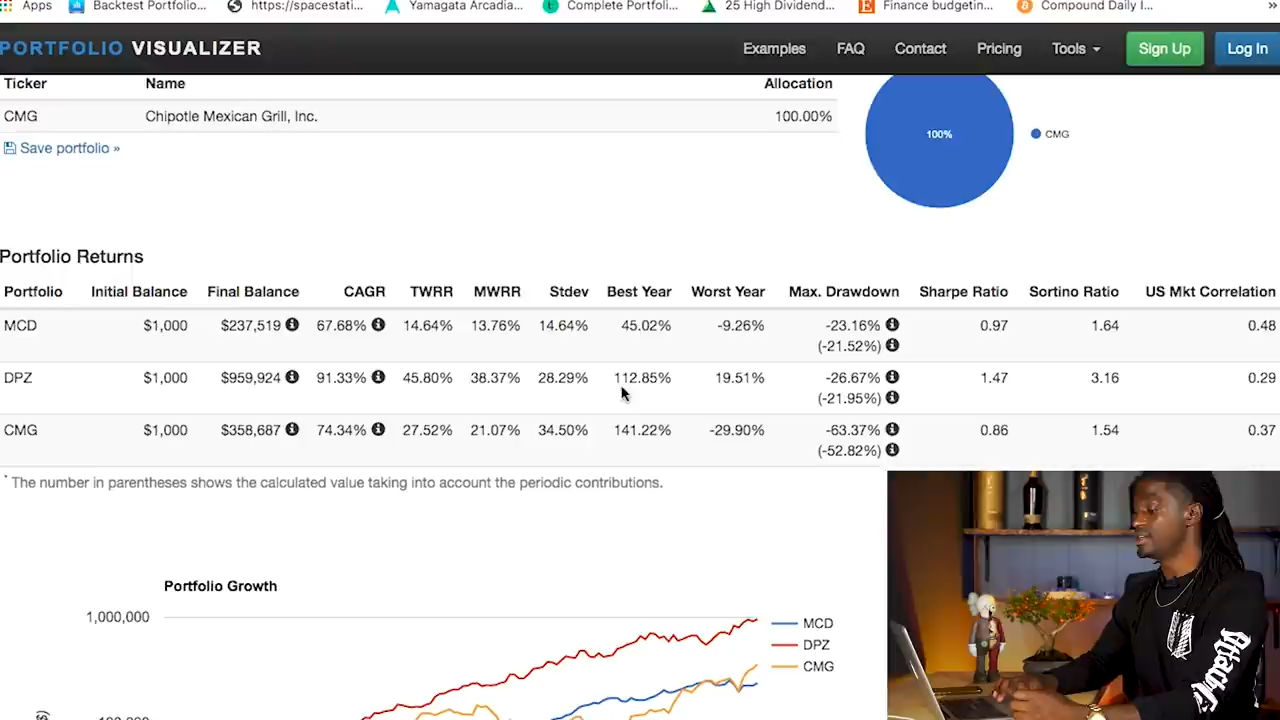 Apps Backtest Portfolio... https://spacestati... Yamagata Arcadia... Complete Portfoli... 25 High Dividend... Finance budgetin... Compound Daily I... »
PORTFOLIO VISUALIZER Examples FAQ Contact Pricing Tools Sign Up Log In
Ticker Name Allocation
CMG Chipotle Mexican Grill, Inc. 100.00%
100% CMG
Save portfolio »
Portfolio Returns
Portfolio Initial Balance Final Balance CAGR TWRR MWRR Stdev Best Year Worst Year Max. Drawdown Sharpe Ratio Sortino Ratio US Mkt Correlation
MCD $1,000 $237,519 67.68% 14.64% 13.76% 14.64% 45.02% -9.26% -23.16% 0.97 1.64 0.48
(-21.52%)
DPZ $1,000 $959,924 91.33% 45.80% 38.37% 28.29% 112.85% 19.51% -26.67% 1.47 3.16 0.29
(-21.95%)
CMG $1,000 $358,687 74.34% 27.52% 21.07% 34.50% 141.22% -29.90% -63.37% 0.86 1.54 0.37
(-52.82%)
* The number in parentheses shows the calculated value taking into account the periodic contributions.
Portfolio Growth
1,000,000
MCD
DPZ
CMG